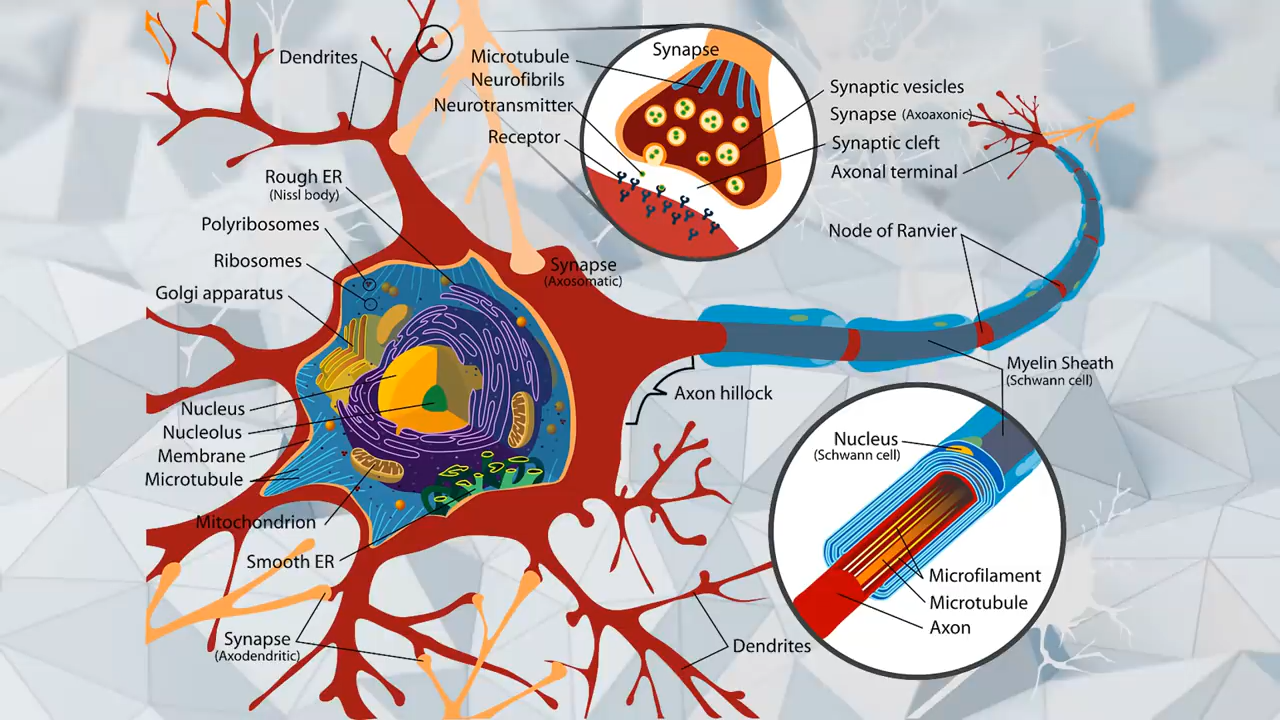 Dendrites
Microtubule
Neurofibrils
Neurotransmitter
Receptor
Synapse
Synaptic vesicles
Synapse (Axoaxonic)
Synaptic cleft
Axonal terminal
Rough ER
(Nissl body)
Polyribosomes
Ribosomes
Golgi apparatus
Synapse
(Axosomatic)
Node of Ranvier
Myelin Sheath
(Schwann cell)
Axon hillock
Nucleus
Nucleolus
Membrane
Microtubule
Mitochondrion
Smooth ER
Synapse
(Axodendritic)
Dendrites
Nucleus
(Schwann cell)
Microfilament
Microtubule
Axon